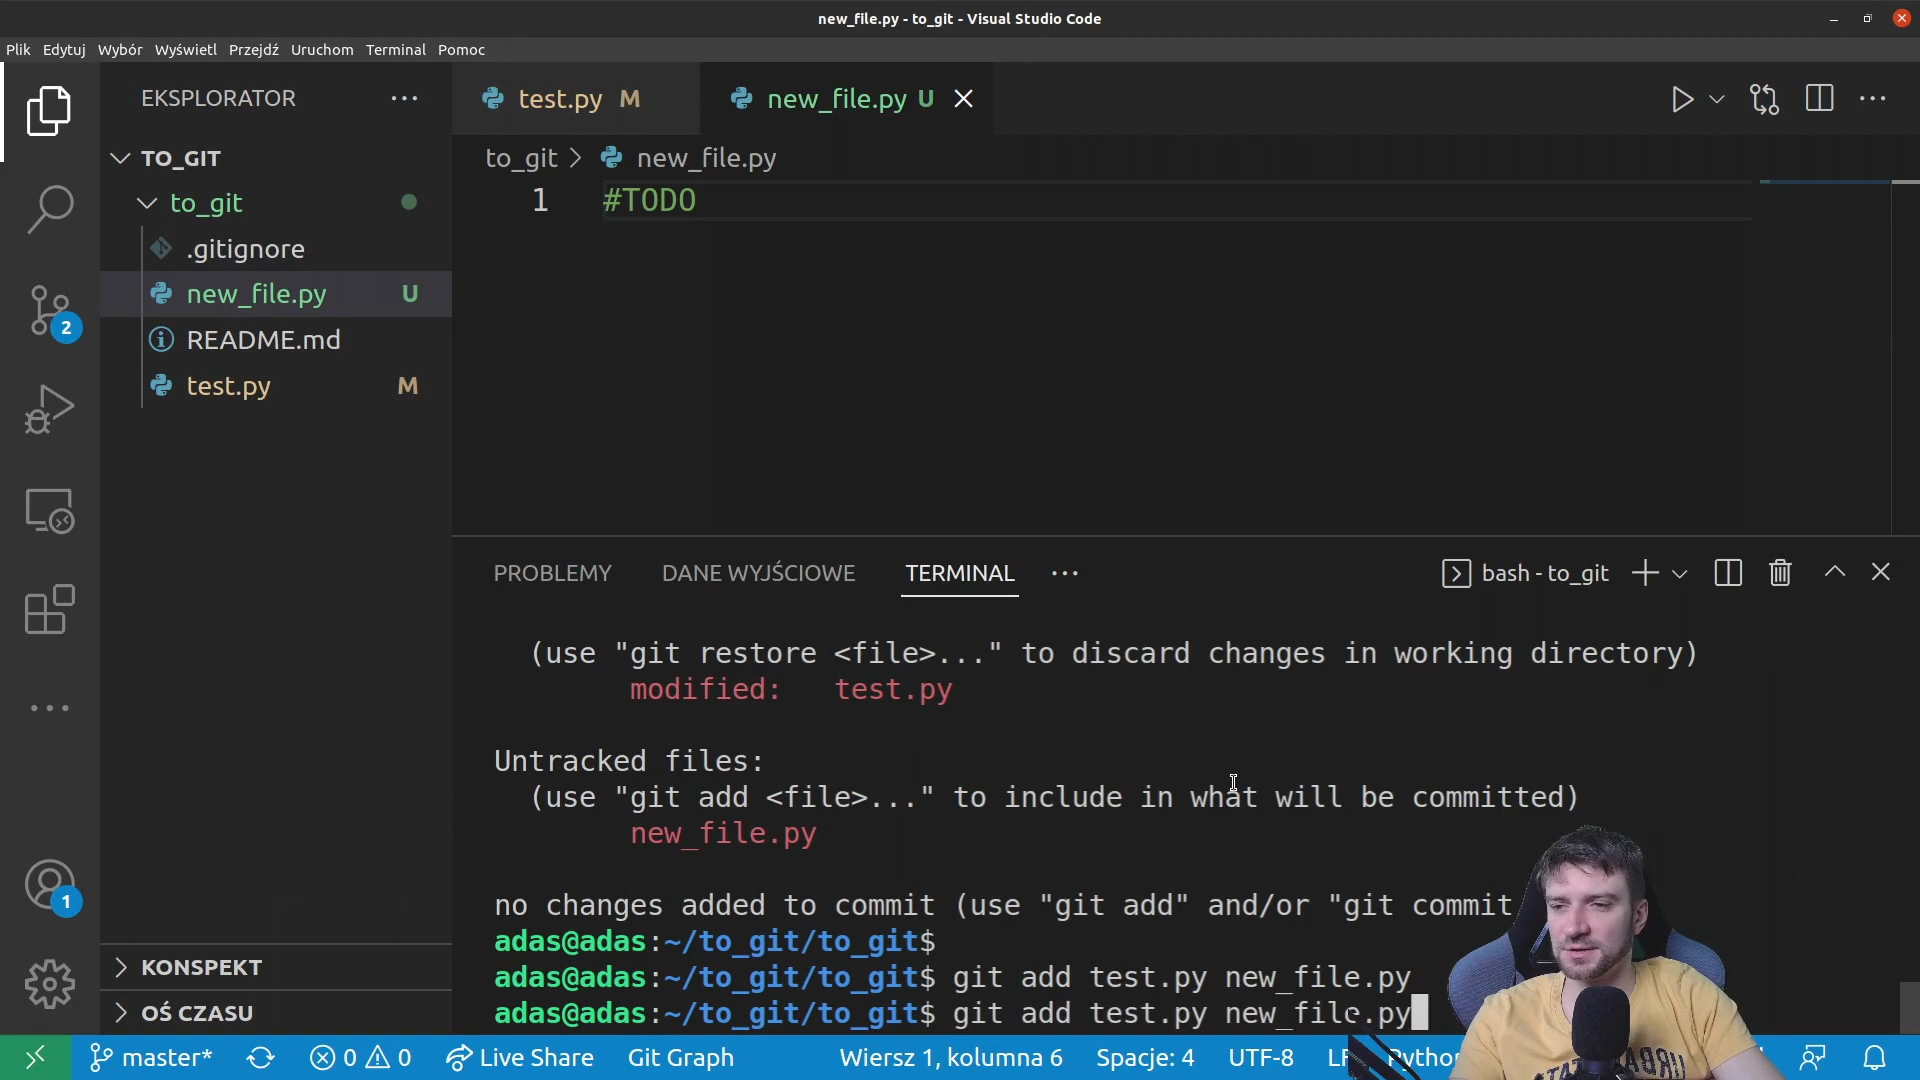 new_file.py - to_git - Visual Studio Code
Plik Edytuj Wybór Wyświetl Przejdź Uruchom Terminal Pomoc
EKSPLORATOR
TO_GIT
to_git
.gitignore
new_file.py U
README.md
test.py M
2
1
KONSPEKT
OŚ CZASU
test.py M
new_file.py U
to_git > new_file.py
1 #TODO
PROBLEMY DANE WYJŚCIOWE TERMINAL
bash - to_git
(use "git restore <file>..." to discard changes in working directory)
modified: test.py
Untracked files:
(use "git add <file>..." to include in what will be committed)
new_file.py
no changes added to commit (use "git add" and/or "git commit
adas@adas:~/to_git/to_git$
adas@adas:~/to_git/to_git$ git add test.py new_file.py
adas@adas:~/to_git/to_git$ git add test.py new_file.py
master* 0 0 Live Share Git Graph Wiersz 1, kolumna 6 Spacje: 4 UTF-8